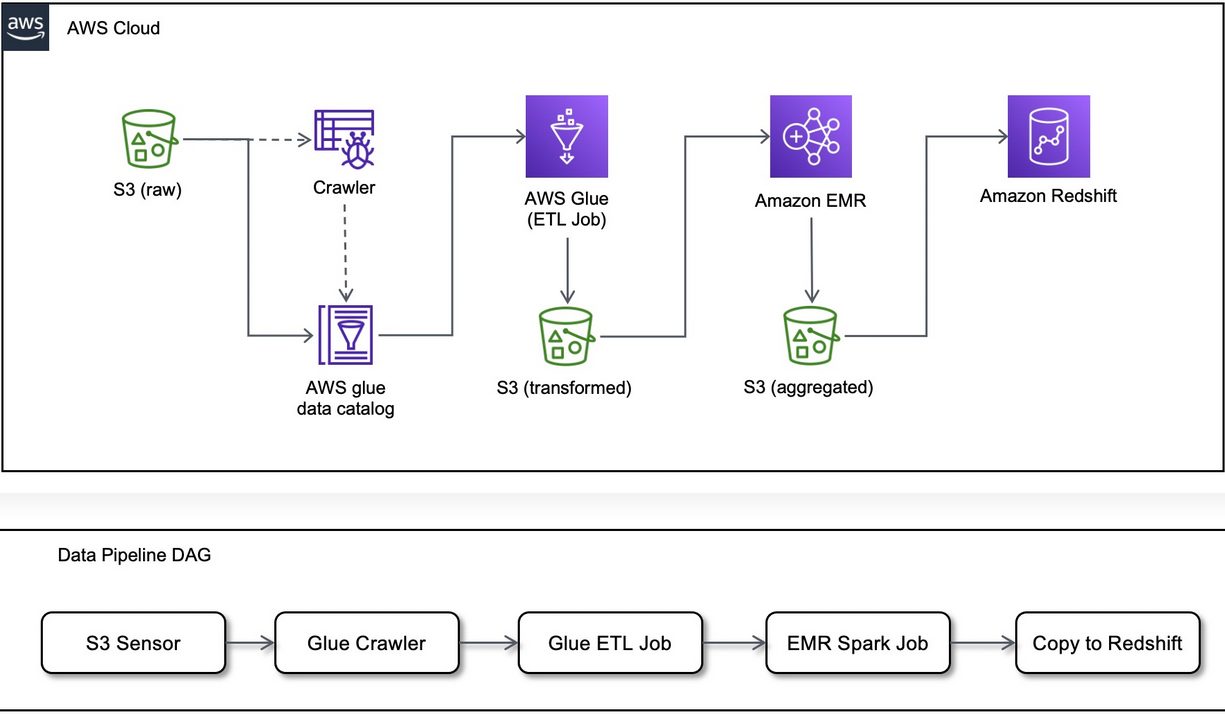 aws
AWS Cloud
S3 (raw)
Crawler
AWS Glue
(ETL Job)
Amazon EMR
Amazon Redshift
AWS glue
data catalog
S3 (transformed)
S3 (aggregated)
Data Pipeline DAG
S3 Sensor
Glue Crawler
Glue ETL Job
EMR Spark Job
Copy to Redshift